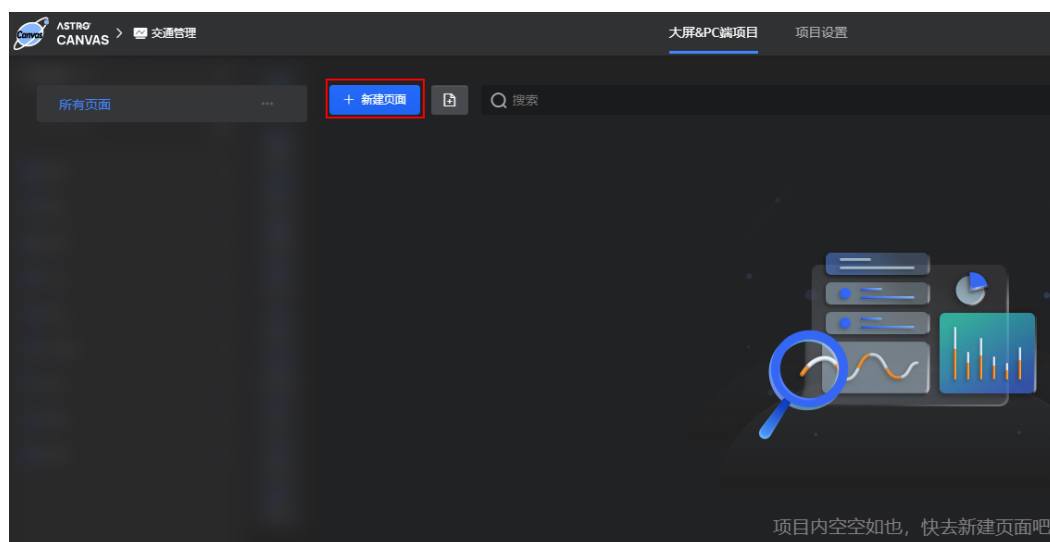 Canvas ASTRO CANVAS > 交通管理 大屏&PC端项目 项目设置
所有页面 ... + 新建页面 搜索
项目内空空如也，快去新建页面吧